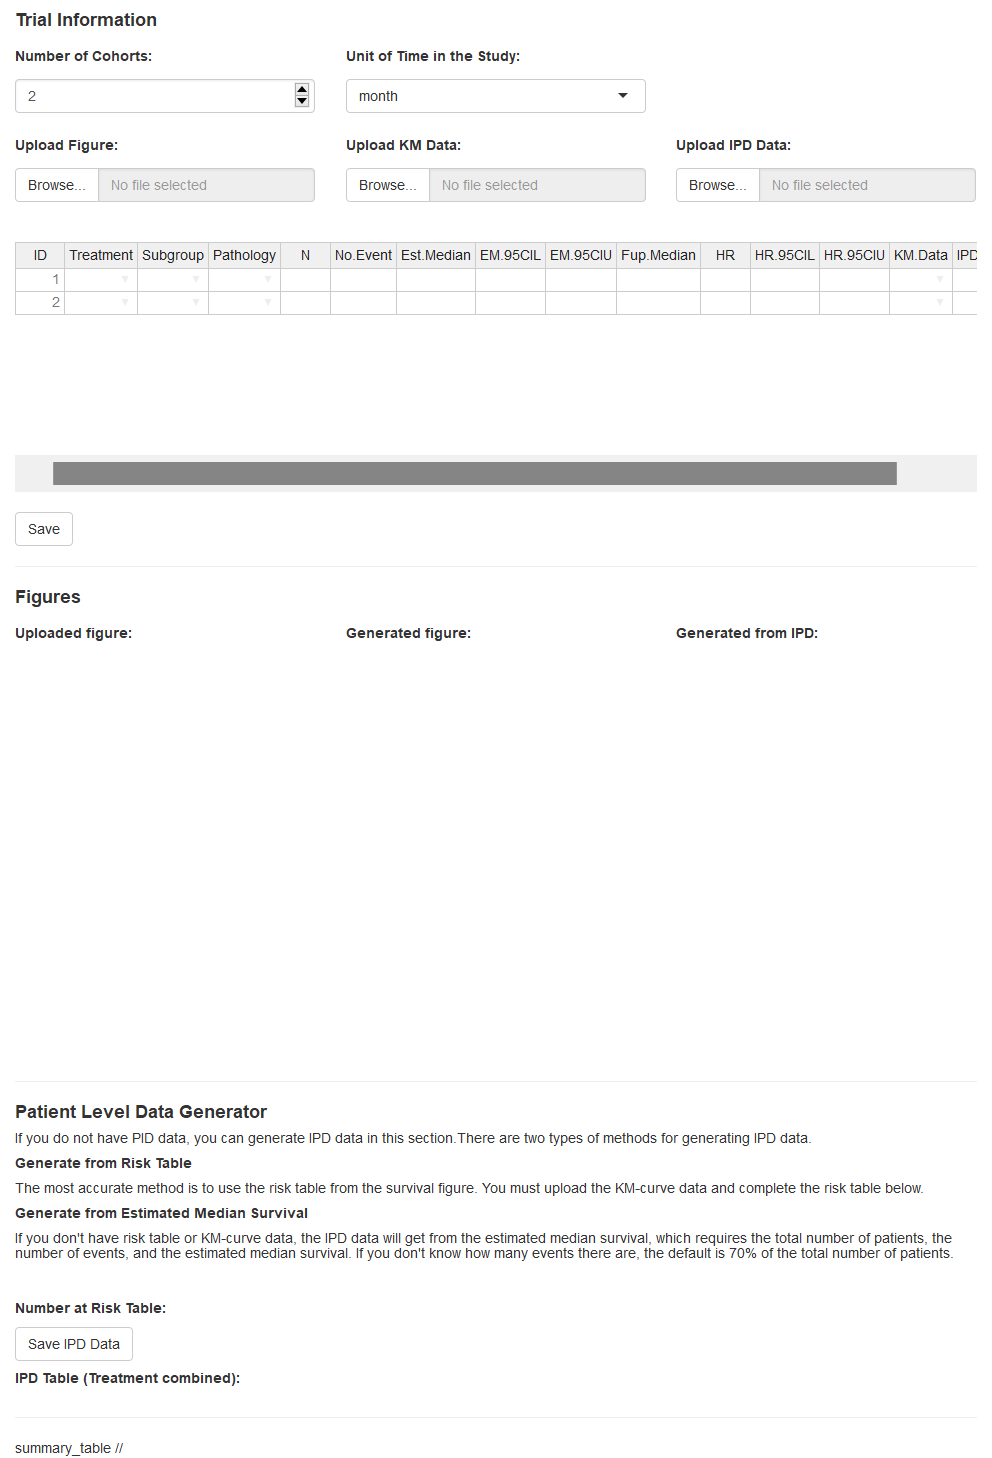 Trial Information
Number of Cohorts: Unit of Time in the Study:
2 month
Upload Figure: Upload KM Data: Upload IPD Data:
Browse... No file selected Browse... No file selected Browse... No file selected
ID Treatment Subgroup Pathology N No.Event Est.Median EM.95CIL EM.95CIU Fup.Median HR HR.95CIL HR.95CIU KM.Data IPD
1
2
Save
Figures
Uploaded figure: Generated figure: Generated from IPD:
Patient Level Data Generator
If you do not have PID data, you can generate IPD data in this section.There are two types of methods for generating IPD data.
Generate from Risk Table
The most accurate method is to use the risk table from the survival figure. You must upload the KM-curve data and complete the risk table below.
Generate from Estimated Median Survival
If you don't have risk table or KM-curve data, the IPD data will get from the estimated median survival, which requires the total number of patients, the
number of events, and the estimated median survival. If you don't know how many events there are, the default is 70% of the total number of patients.
Number at Risk Table:
Save IPD Data
IPD Table (Treatment combined):
summary_table //